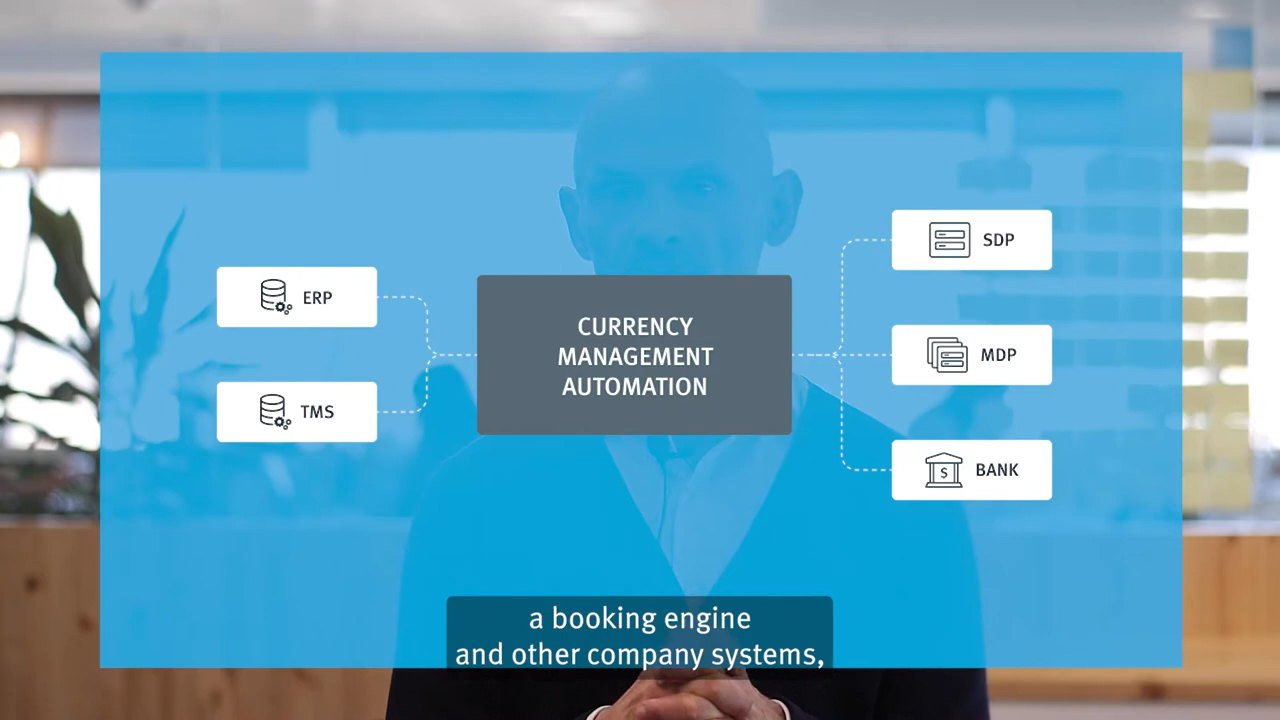 ERP
TMS
CURRENCY
MANAGEMENT
AUTOMATION
SDP
MDP
$
BANK
a booking engine
and other company systems,